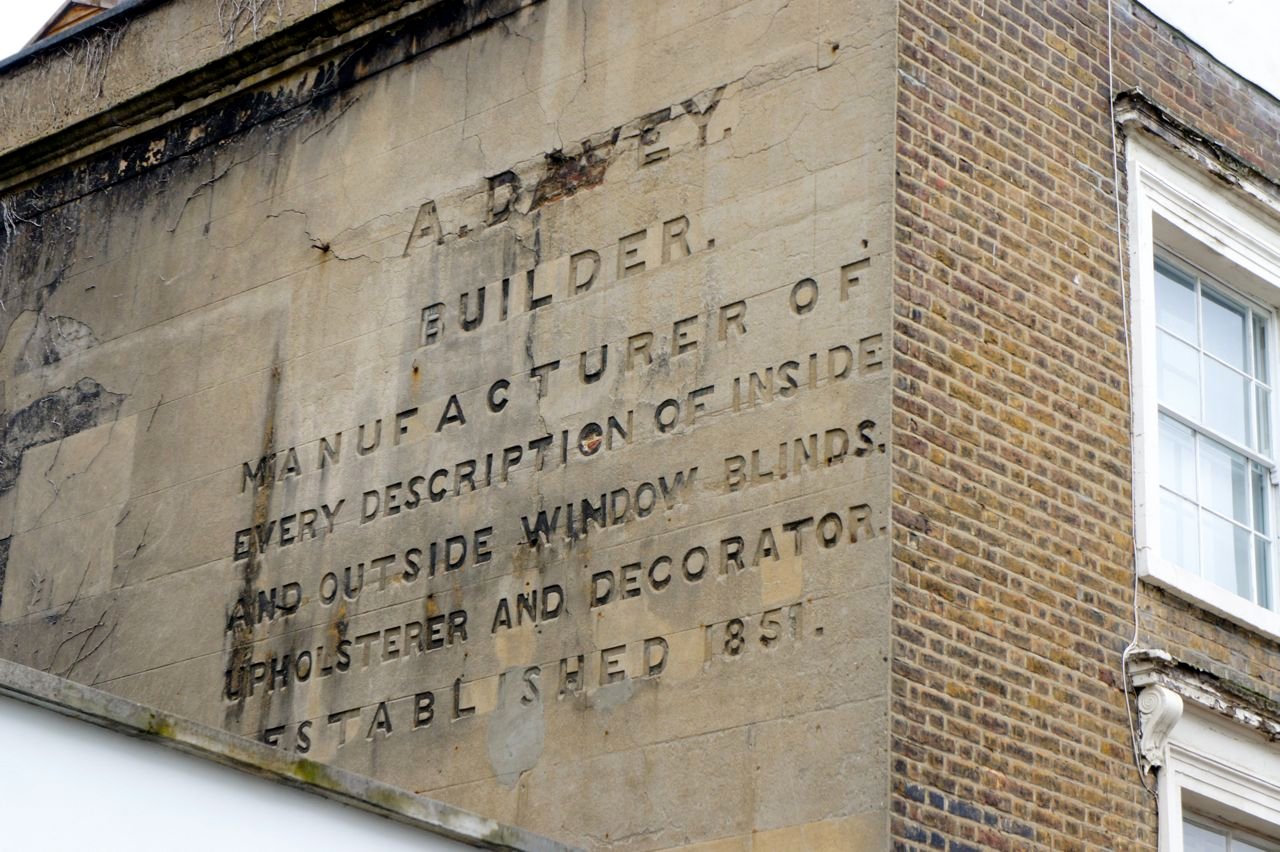 A. DAVEY.
BUILDER.
MANUFACTURER OF
EVERY DESCRIPTION OF INSIDE
AND OUTSIDE WINDOW BLINDS.
UPHOLSTERER AND DECORATOR.
ESTABLISHED 1851.